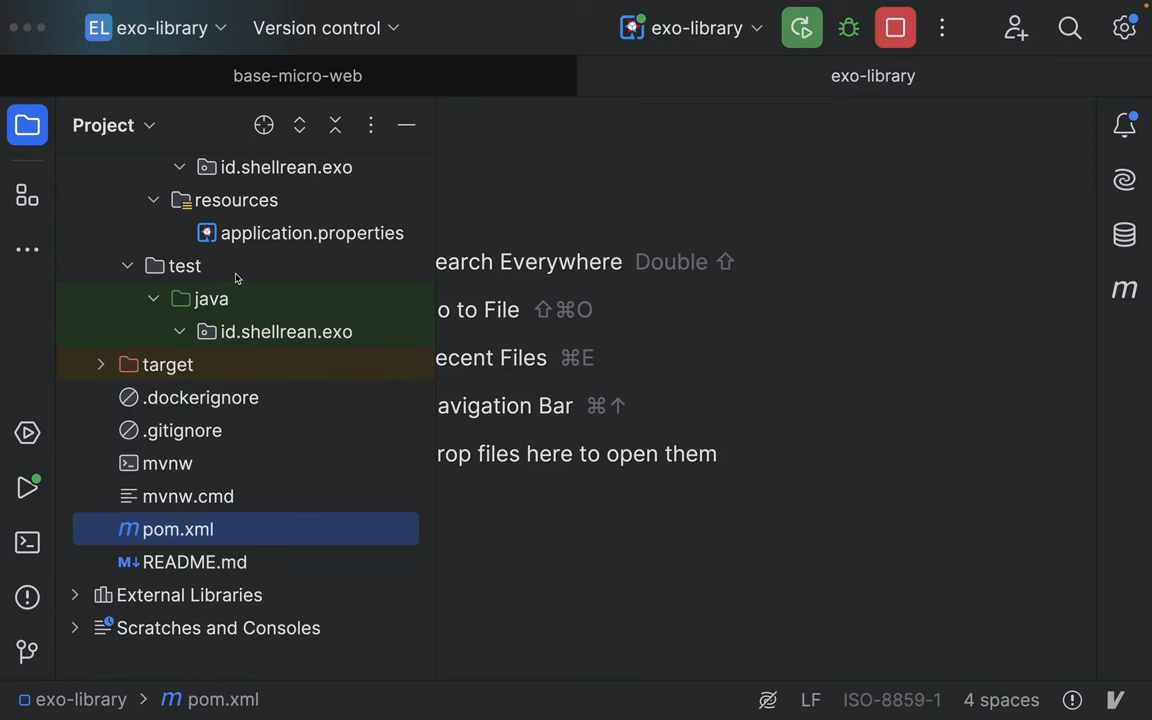 EL exo-library Version control exo-library
base-micro-web exo-library
Project
id.shellrean.exo
resources
application.properties
test
java
id.shellrean.exo
target
.dockerignore
.gitignore
mvnw
mvnw.cmd
m pom.xml
M↓ README.md
External Libraries
Scratches and Consoles
earch Everywhere Double ⇧
o to File ⇧⌘O
ecent Files ⌘E
avigation Bar ⌘↑
rop files here to open them
m
exo-library > m pom.xml LF ISO-8859-1 4 spaces